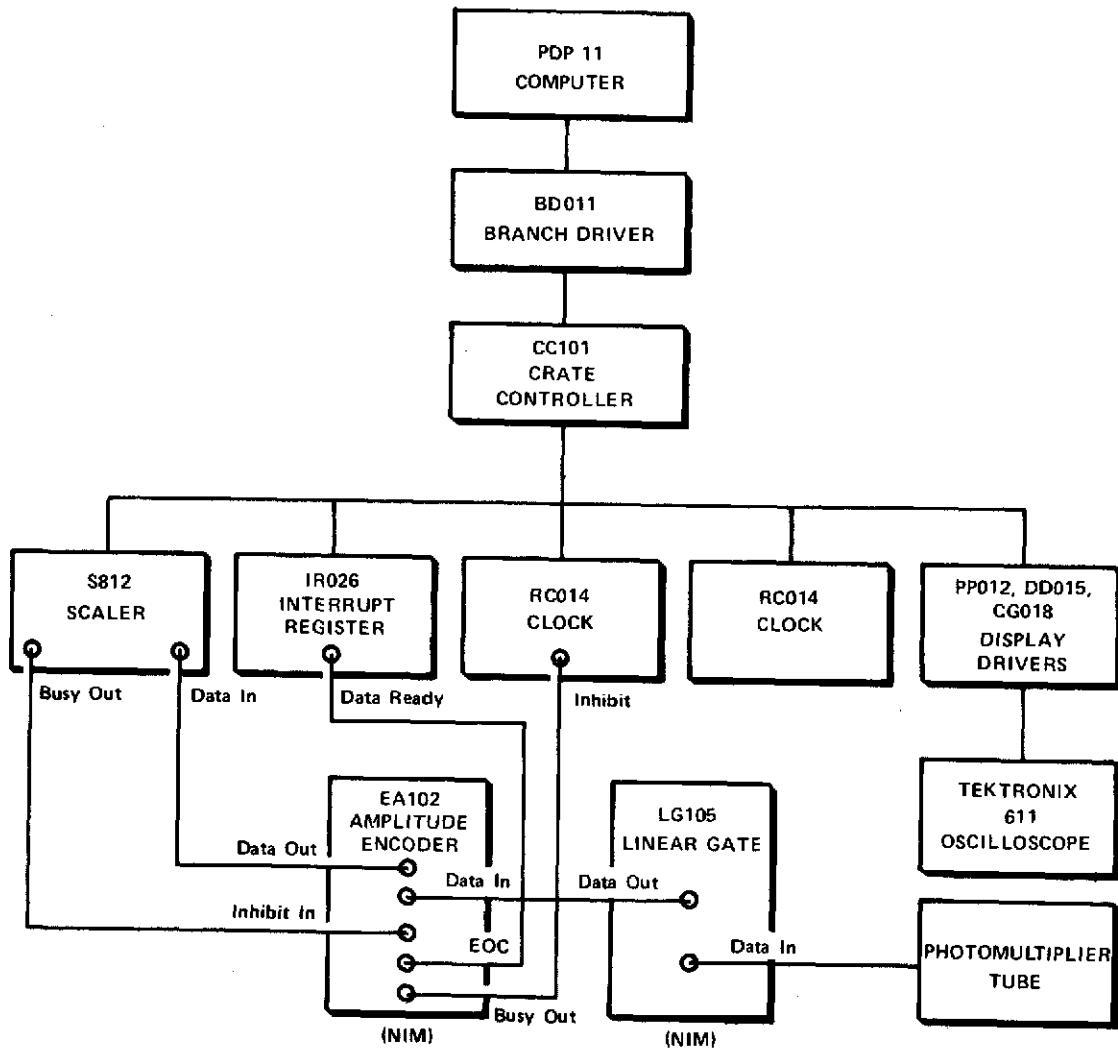 PDP 11
COMPUTER
BD011
BRANCH DRIVER
CC101
CRATE
CONTROLLER
S812
SCALER
IR026
INTERRUPT
REGISTER
RC014
CLOCK
RC014
CLOCK
PP012, DD015,
CG018
DISPLAY
DRIVERS
Busy Out
Data In
Data Ready
Inhibit
EA102
AMPLITUDE
ENCODER
LG105
LINEAR GATE
TEKTRONIX
611
OSCILLOSCOPE
Data Out
Data In
Data Out
Inhibit In
EOC
Data In
PHOTOMULTIPLIER
TUBE
Busy Out
(NIM)
(NIM)